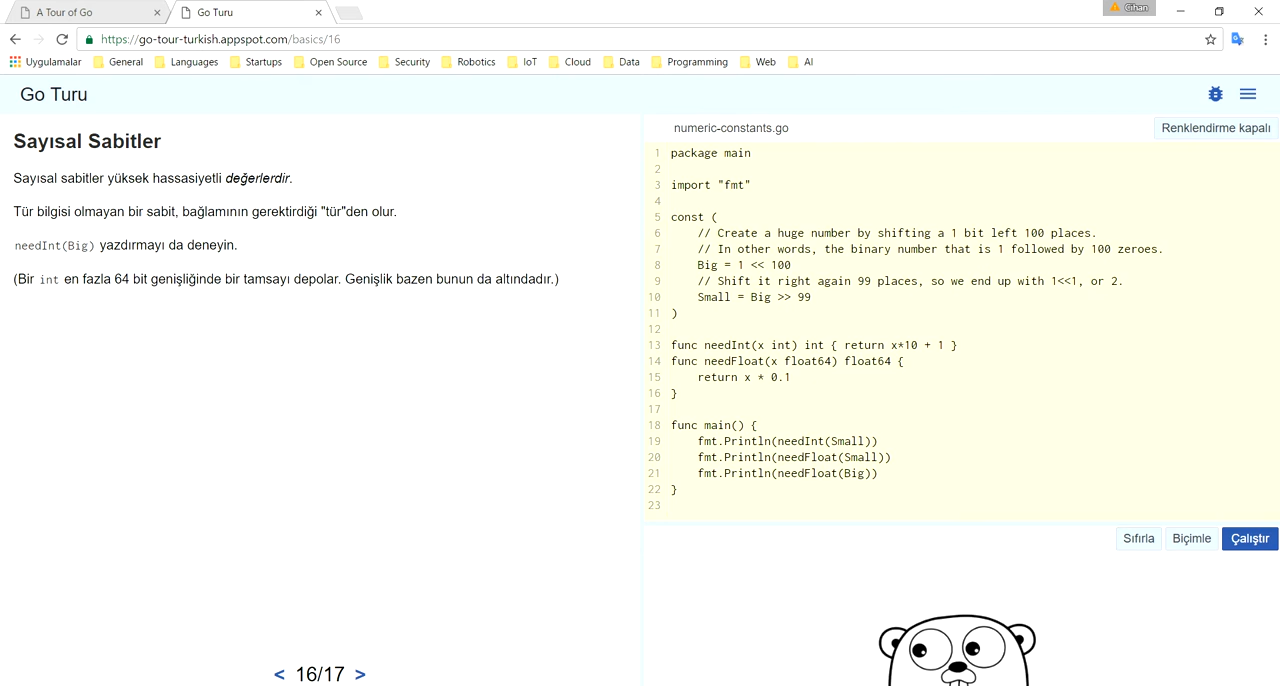 A Tour of Go
Go Turu
Cihan
https://go-tour-turkish.appspot.com/basics/16
Uygulamalar General Languages Startups Open Source Security Robotics IoT Cloud Data Programming Web AI
Go Turu
Sayısal Sabitler
Sayısal sabitler yüksek hassasiyetli değerlerdir.
Tür bilgisi olmayan bir sabit, bağlamının gerektirdiği "tür"den olur.
needInt(Big) yazdırmayı da deneyin.
(Bir int en fazla 64 bit genişliğinde bir tamsayı depolar. Genişlik bazen bunun da altındadır.)
< 16/17 >
numeric-constants.go
Renklendirme kapalı
1 package main
2
3 import "fmt"
4
5 const (
6 // Create a huge number by shifting a 1 bit left 100 places.
7 // In other words, the binary number that is 1 followed by 100 zeroes.
8 Big = 1 << 100
9 // Shift it right again 99 places, so we end up with 1<<1, or 2.
10 Small = Big >> 99
11 )
12
13 func needInt(x int) int { return x*10 + 1 }
14 func needFloat(x float64) float64 {
15 return x * 0.1
16 }
17
18 func main() {
19 fmt.Println(needInt(Small))
20 fmt.Println(needFloat(Small))
21 fmt.Println(needFloat(Big))
22 }
23
Sıfırla Biçimle Çalıştır